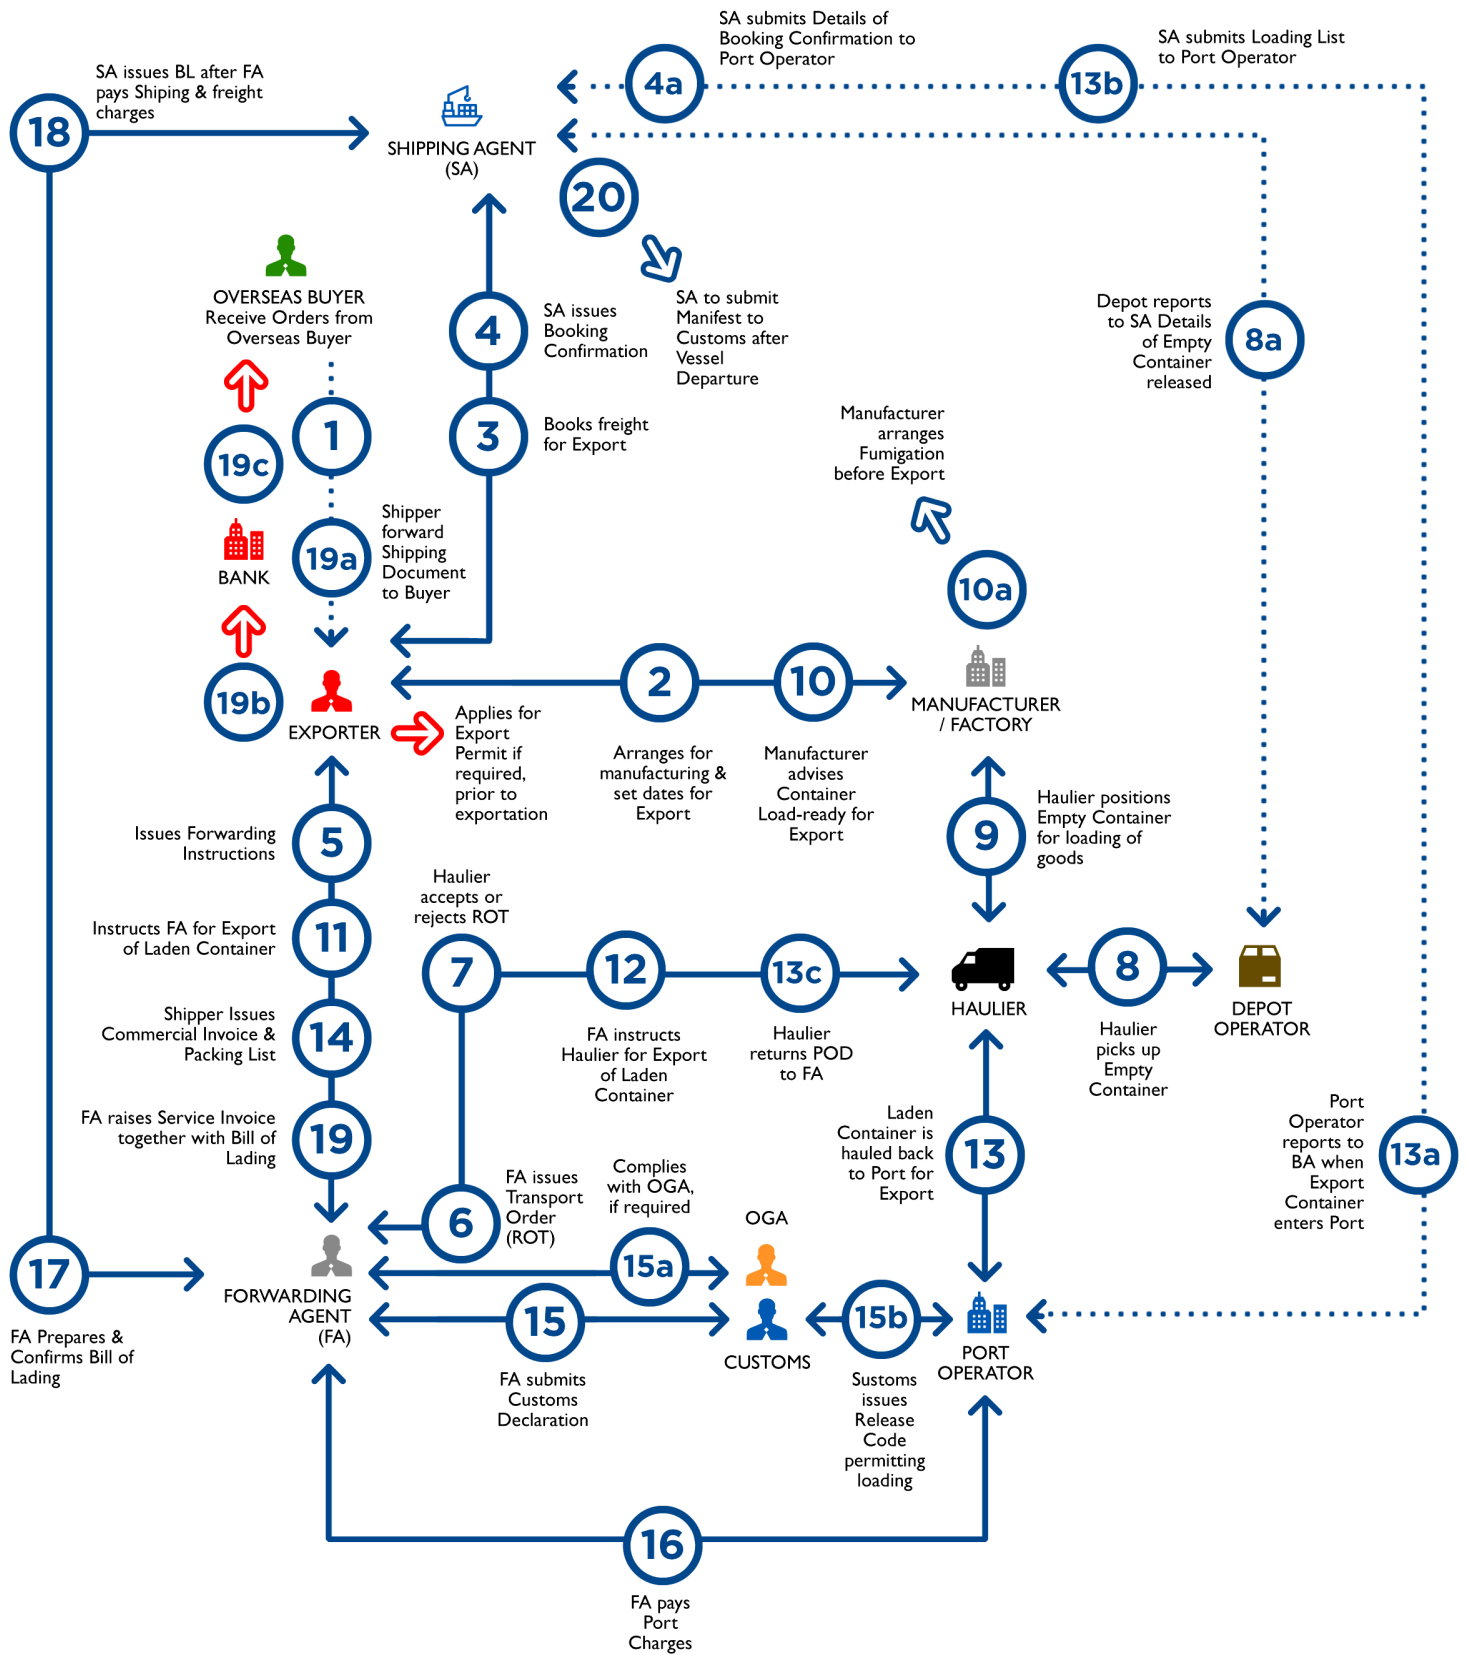 SA submits Details of
Booking Confirmation to
Port Operator
4a
SA submits Loading List
to Port Operator
13b
SA issues BL after FA
pays Shiping & freight
charges
18
SHIPPING AGENT
(SA)
20
SA to submit
Manifest to
Customs after
Vessel
Departure
OVERSEAS BUYER
Receive Orders from
Overseas Buyer
4
SA issues
Booking
Confirmation
3
Books freight
for Export
Depot reports
to SA Details
of Empty
Container
released
8a
1
19c
BANK
19a
Shipper
forward
Shipping
Document
to Buyer
19b
EXPORTER
Applies for
Export
Permit if
required,
prior to
exportation
Manufacturer
arranges
Fumigation
before Export
10a
MANUFACTURER
/ FACTORY
2
Arranges for
manufacturing &
set dates for
Export
10
Manufacturer
advises
Container
Load-ready for
Export
9
Haulier positions
Empty Container
for loading of
goods
Issues Forwarding
Instructions
5
Instructs FA for Export
of Laden Container
11
Shipper Issues
Commercial Invoice &
Packing List
14
FA raises Service Invoice
together with Bill of
Lading
19
Haulier
accepts or
rejects ROT
7
12
FA instructs
Haulier for Export
of Laden
Container
13c
Haulier
returns POD
to FA
HAULIER
8
Haulier
picks up
Empty
Container
DEPOT
OPERATOR
Laden
Container is
hauled back
to Port for
Export
13
Port
Operator
reports to
BA when
Export
Container
enters Port
13a
6
FA issues
Transport
Order
(ROT)
Complies
with OGA,
if required
15a
OGA
17
FA Prepares &
Confirms Bill of
Lading
FORWARDING
AGENT
(FA)
15
FA submits
Customs
Declaration
CUSTOMS
15b
Sustoms
issues
Release
Code
permitting
loading
PORT
OPERATOR
16
FA pays
Port
Charges